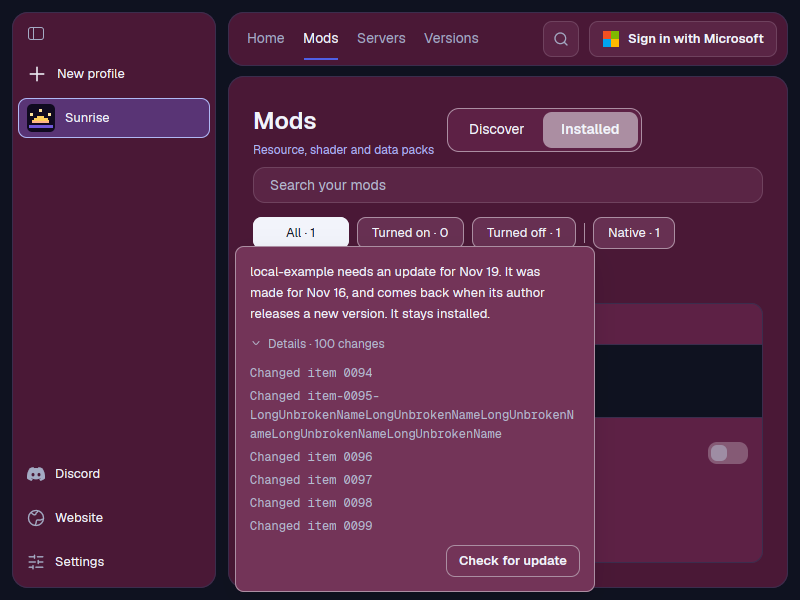 New profile
Sunrise
Discord
Website
Settings
Home Mods Servers Versions
Sign in with Microsoft
Mods
Resource, shader and data packs
Discover Installed
Search your mods
All · 1 Turned on · 0 Turned off · 1 Native · 1
local-example needs an update for Nov 19. It was
made for Nov 16, and comes back when its author
releases a new version. It stays installed.
Details · 100 changes
Changed item 0094
Changed item-0095-
LongUnbrokenNameLongUnbrokenNameLongUnbrokenN
ameLongUnbrokenNameLongUnbrokenName
Changed item 0096
Changed item 0097
Changed item 0098
Changed item 0099
Check for update